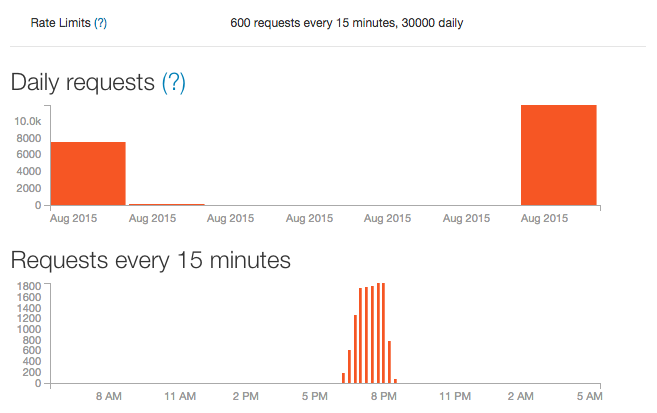 Rate Limits (?) 600 requests every 15 minutes, 30000 daily
Daily requests (?)
10.0k
8000
6000
4000
2000
0
Aug 2015 Aug 2015 Aug 2015 Aug 2015 Aug 2015 Aug 2015 Aug 2015
Requests every 15 minutes
1800
1600
1400
1200
1000
800
600
400
200
0
8 AM 11 AM 2 PM 5 PM 8 PM 11 PM 2 AM 5 AM